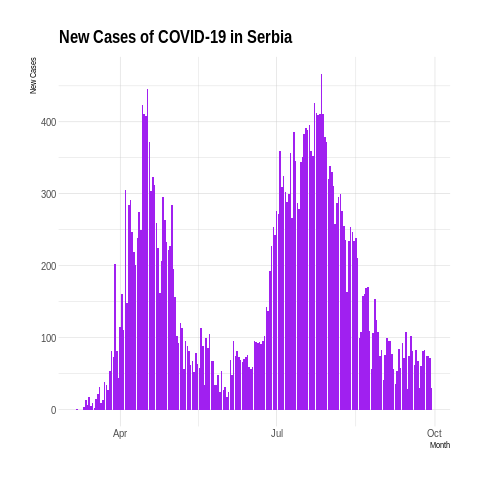 New Cases of COVID-19 in Serbia
New Cases
400
300
200
100
0
Apr
Jul
Oct
Month